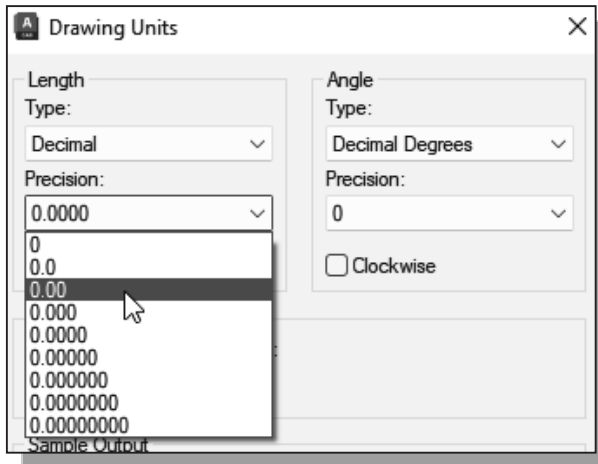 Drawing Units
Length
Type:
Decimal
Precision:
0.0000
0
0.0
0.00
0.000
0.0000
0.00000
0.000000
0.0000000
0.00000000
Angle
Type:
Decimal Degrees
Precision:
0
Clockwise
Sample Output